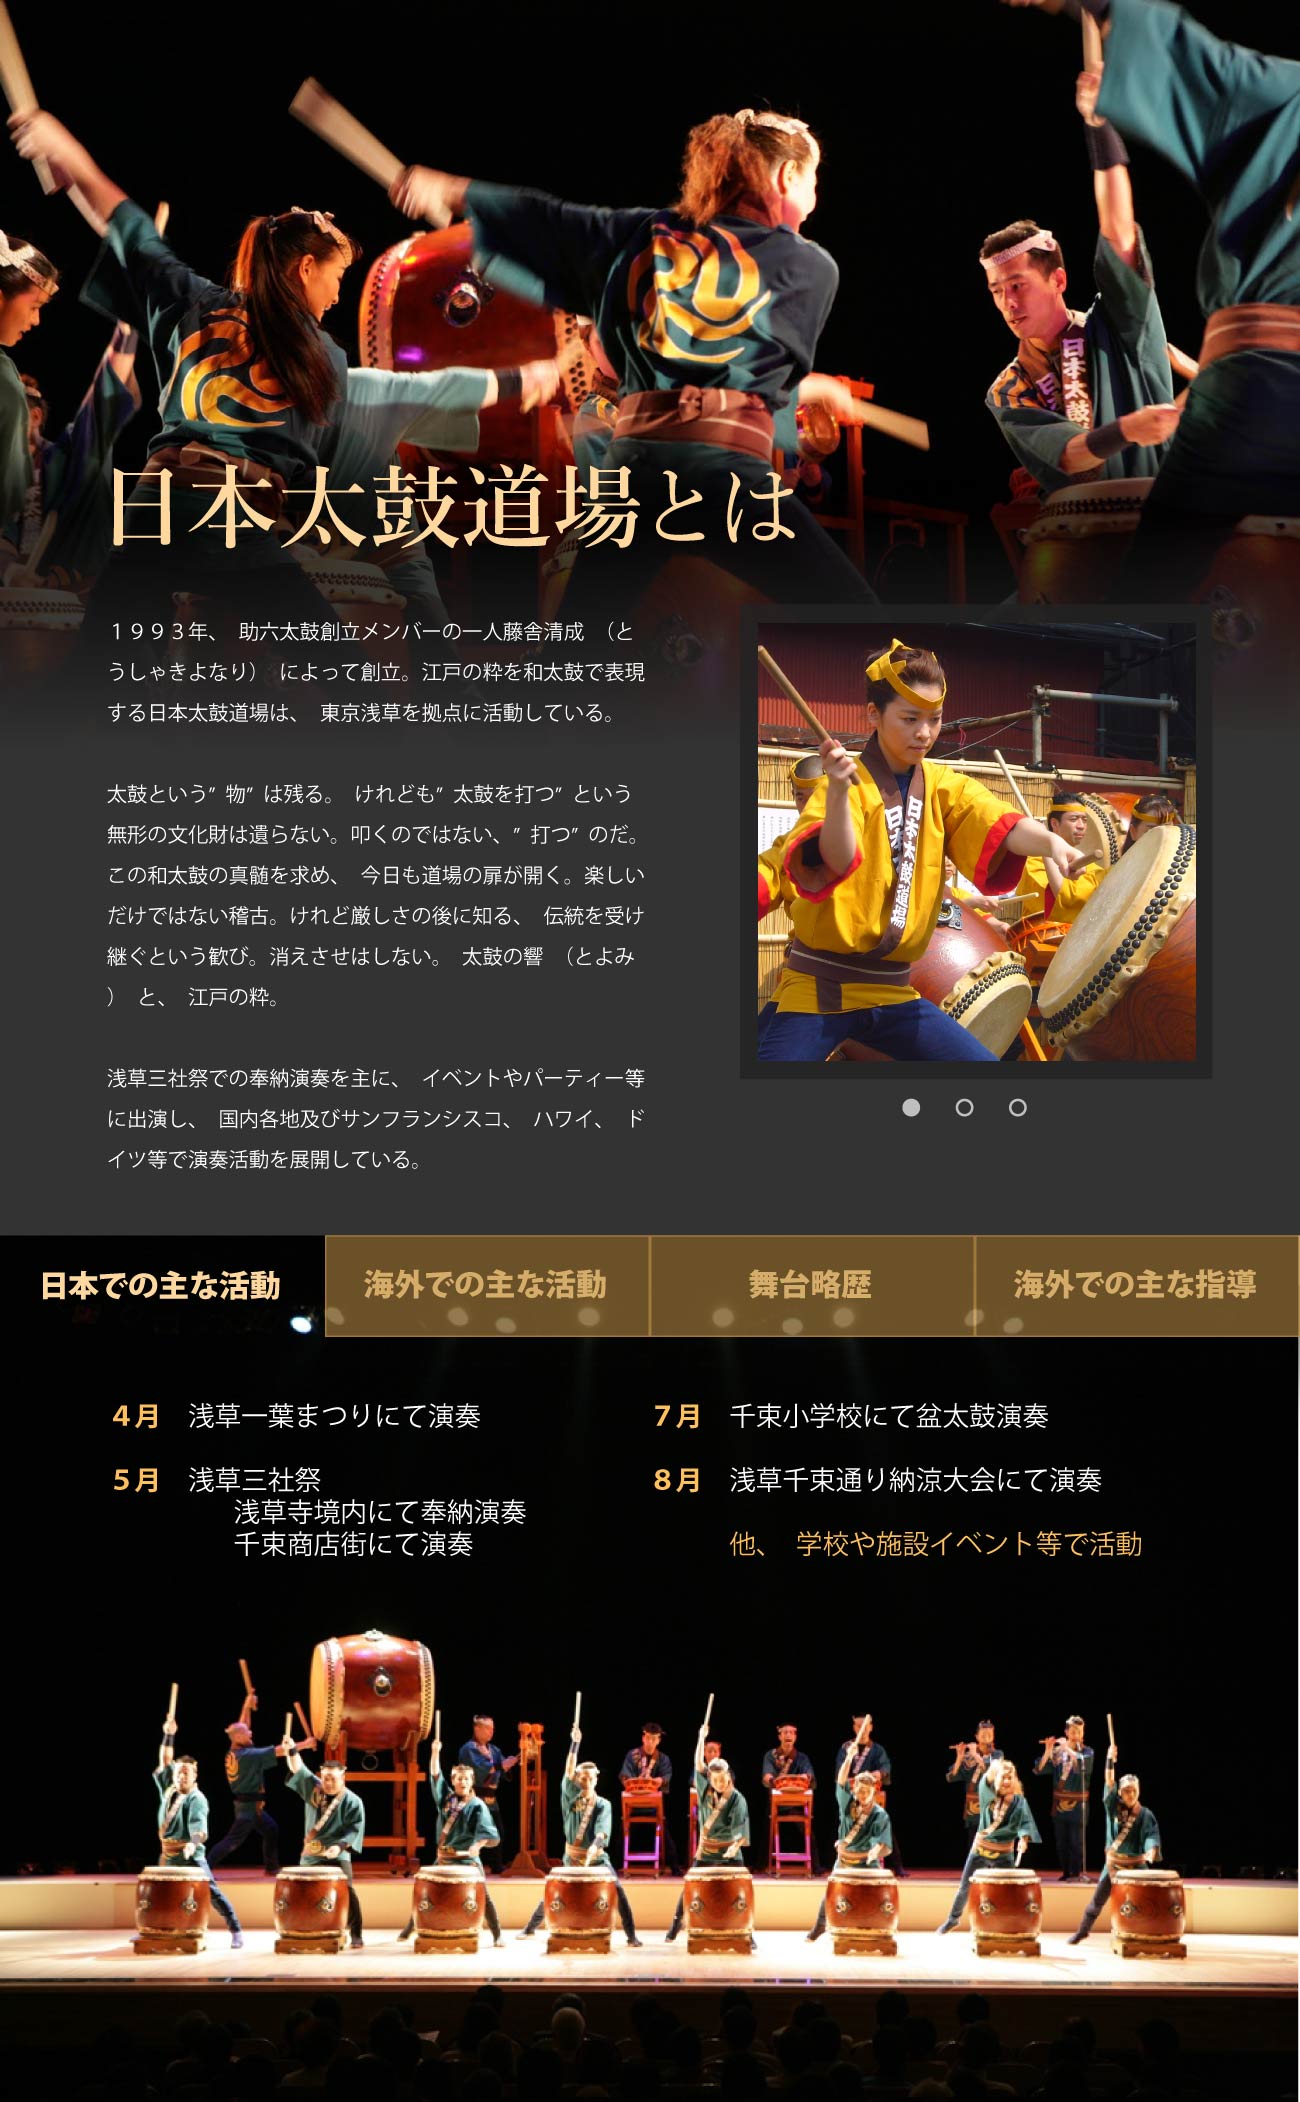 日本太鼓道場とは
１９９３年、 助六太鼓創立メンバーの一人藤舎清成 （と
うしゃきよなり） によって創立。江戸の粋を和太鼓で表現
する日本太鼓道場は、 東京浅草を拠点に活動している。
太鼓という” 物” は残る。 けれども” 太鼓を打つ” という
無形の文化財は遺らない。叩くのではない、” 打つ” のだ。
この和太鼓の真髄を求め、 今日も道場の扉が開く。楽しい
だけではない稽古。けれど厳しさの後に知る、 伝統を受け
継ぐという歓び。消えさせはしない。 太鼓の響 （とよみ
） と、 江戸の粋。
浅草三社祭での奉納演奏を主に、 イベントやパーティー等
に出演し、 国内各地及びサンフランシスコ、 ハワイ、 ド
イツ等で演奏活動を展開している。
日本太鼓道場
日本での主な活動
海外での主な活動
舞台略歴
海外での主な指導
４月 浅草一葉まつりにて演奏
５月 浅草三社祭
浅草寺境内にて奉納演奏
千束商店街にて演奏
７月 千束小学校にて盆太鼓演奏
８月 浅草千束通り納涼大会にて演奏
他、 学校や施設イベント等で活動